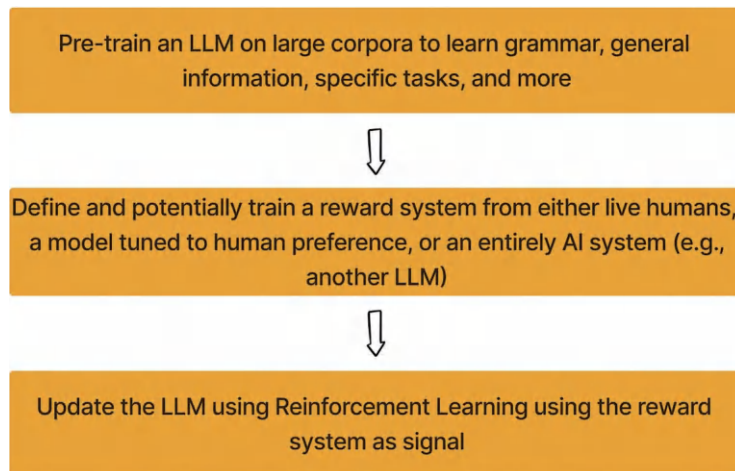 Pre-train an LLM on large corpora to learn grammar, general
information, specific tasks, and more
Define and potentially train a reward system from either live humans,
a model tuned to human preference, or an entirely AI system (e.g.,
another LLM)
Update the LLM using Reinforcement Learning using the reward
system as signal